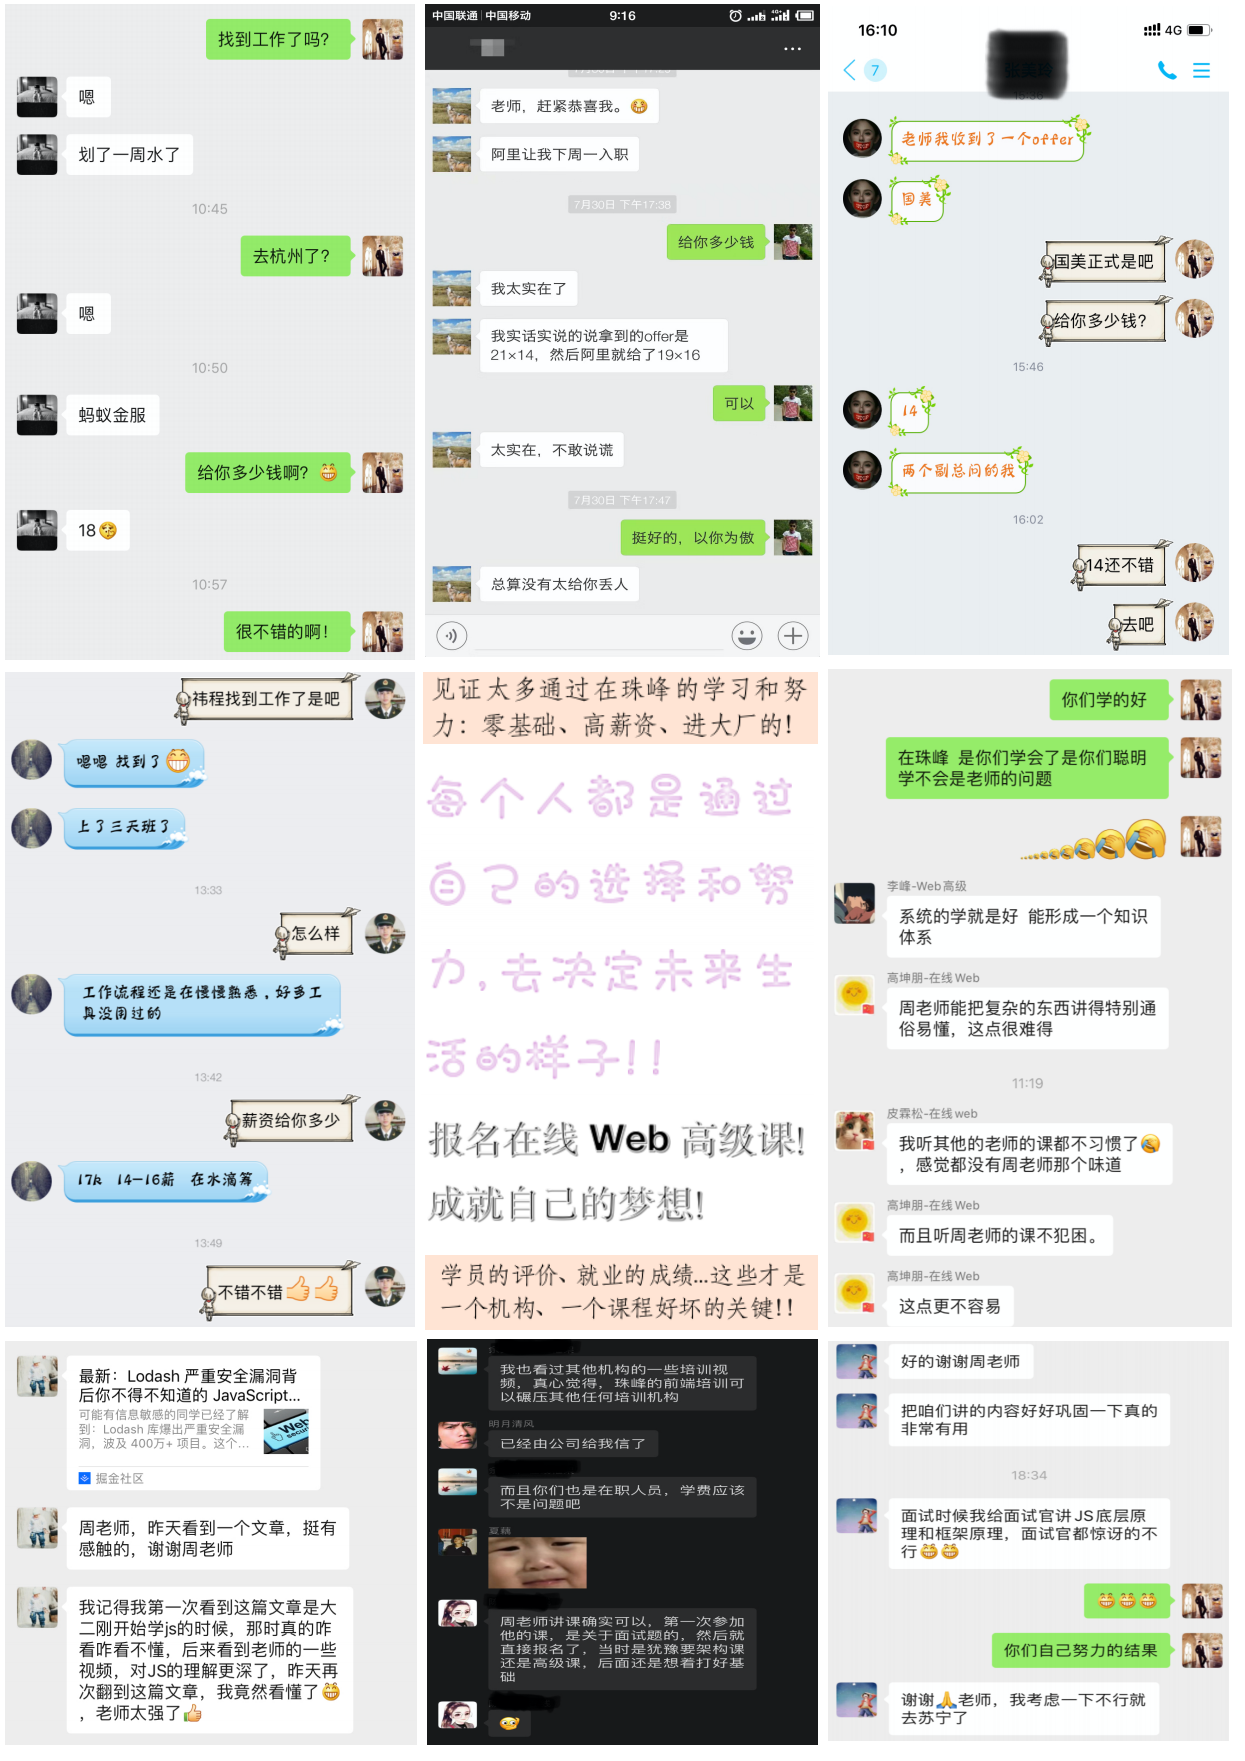 找到工作了吗?
嗯
划了一周水了
10:45
去杭州了?
嗯
10:50
蚂蚁金服
给你多少钱啊? 😁
18🤔
10:57
很不错的啊!
中国联通 | 中国移动
9:16
老师，赶紧恭喜我。😂
阿里让我下周一入职
7月30日 下午17:38
给你多少钱
我太实在了
我实话实说的说拿到的offer是
21×14，然后阿里就给了19×16
可以
太实在，不敢说谎
7月30日 下午17:47
挺好的，以你为傲
总算没有太给你丢人
16:10
4G
7
老师我收到了一个offer
国美
国美正式是吧
给你多少钱?
15:46
14
两个副总问的我
16:02
14还不错
去吧
祎程找到工作了是吧
嗯嗯 找到了😁
上了三天班了
13:33
怎么样
工作流程还是在慢慢熟悉，好多工
具没用过的
13:42
薪资给你多少
17k 14-16薪 在水滴筹
13:49
不错不错👍👍
见证太多通过在珠峰的学习和努
力：零基础、高薪资、进大厂的!
每个人都是通过
自己的选择和努
力,去决定未来生
活的样子!!
报名在线 Web 高级课!
成就自己的梦想!
学员的评价、就业的成绩...这些才是
一个机构、一个课程好坏的关键!!
你们学的好
在珠峰 是你们学会了是你们聪明
学不会是老师的问题
李峰-Web高级
系统的学就是好 能形成一个知识
体系
高坤朋-在线Web
周老师能把复杂的东西讲得特别通
俗易懂，这点很难得
11:19
皮霖松-在线web
我听其他的老师的课都不习惯了😂
，感觉都没有周老师那个味道
高坤朋-在线Web
而且听周老师的课不犯困。
高坤朋-在线Web
这点更不容易
最新：Lodash 严重安全漏洞背
后你不得不知道的 JavaScript...
可能有信息敏感的同学已经了解
到：Lodash 库爆出严重安全漏
洞，波及 400万+ 项目。这个...
Web
secur
掘金社区
周老师，昨天看到一个文章，挺有
感触的，谢谢周老师
我记得我第一次看到这篇文章是大
二刚开始学js的时候，那时真的咋
看咋看不懂，后来看到老师的一些
视频，对JS的理解更深了，昨天再
次翻到这篇文章，我竟然看懂了😁
，老师太强了👍
我也看过其他机构的一些培训视
频，真心觉得，珠峰的前端培训可
以碾压其他任何培训机构
明月清风
已经由公司给我信了
而且你们也是在职人员，学费应该
不是问题吧
夏藕
周老师讲课确实可以，第一次参加
他的课，是关于面试题的，然后就
直接报名了，当时是犹豫要架构课
还是高级课，后面还是想着打好基
础
好的谢谢周老师
把咱们讲的内容好好巩固一下真的
非常有用
18:34
面试时候我给面试官讲JS底层原
理和框架原理，面试官都惊讶的不
行😁😁
😁😁😁
你们自己努力的结果
谢谢🙏老师，我考虑一下不行就
去苏宁了